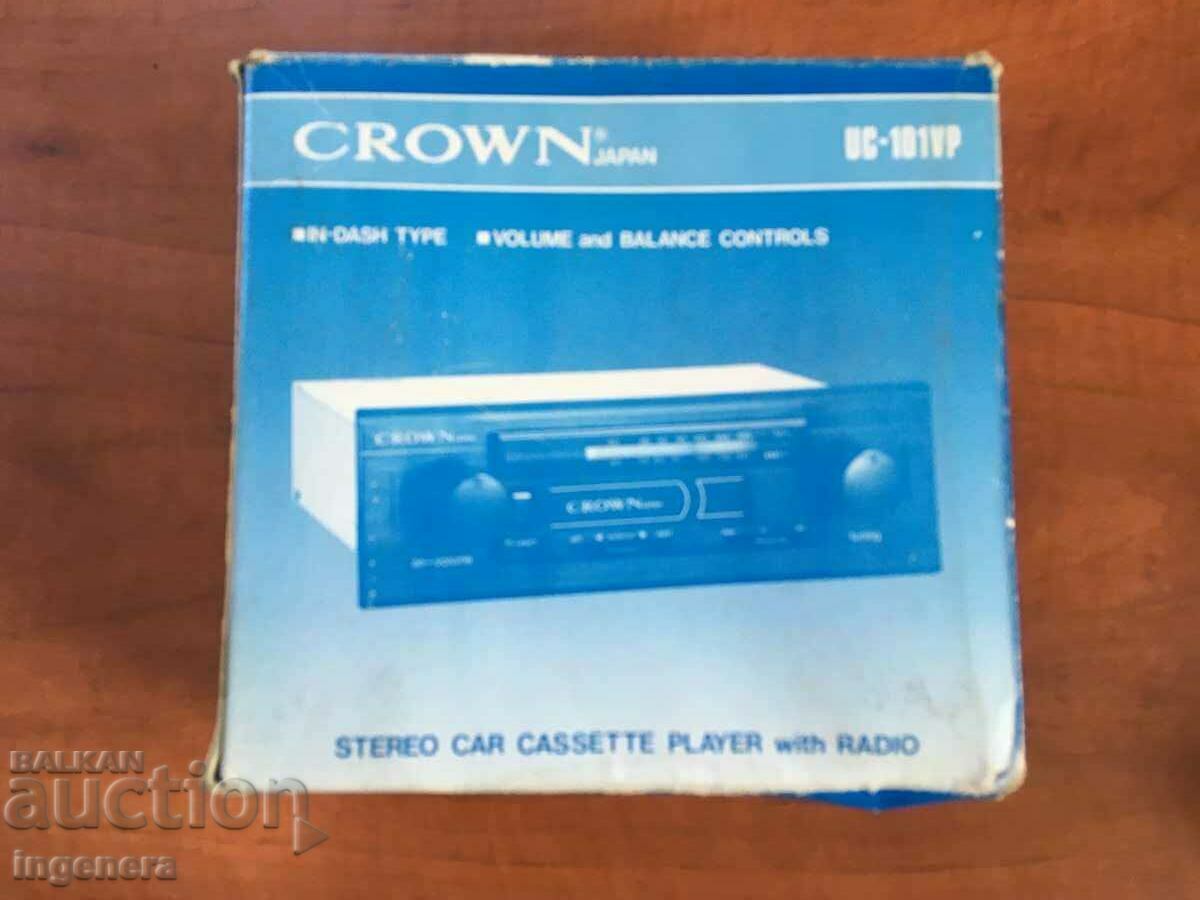 CROWN® JAPAN UC-101VP
■IN-DASH TYPE ■VOLUME and BALANCE CONTROLS
CROWN
CROWN
STEREO CAR CASSETTE PLAYER with RADIO
BALKAN
auction
ingenera